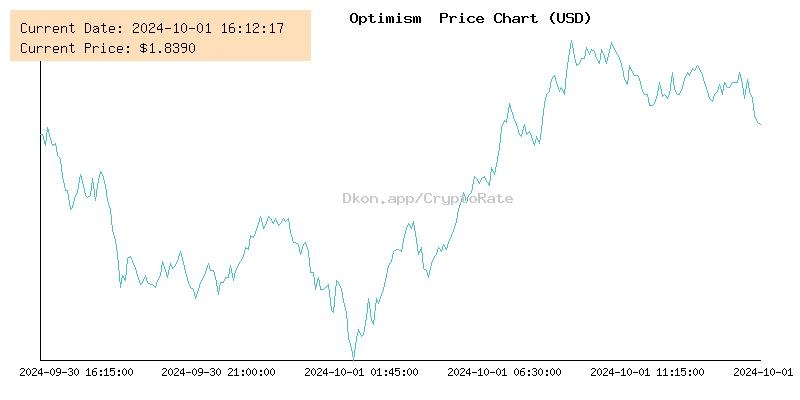 Optimism  Price Chart (USD)
Current Date: 2024-10-01 16:12:17
Current Price: $1.8390
Dkon.app/CryptoRate
2024-09-30 16:15:00 2024-09-30 21:00:00 2024-10-01 01:45:00 2024-10-01 06:30:00 2024-10-01 11:15:00 2024-10-01